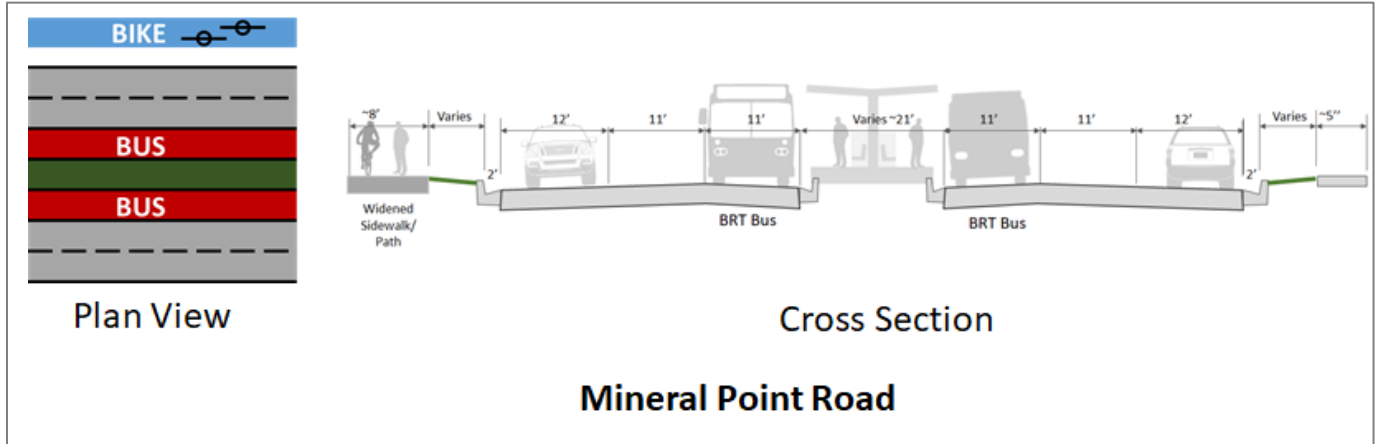 BIKE
BUS
BUS
Plan View
~8' Varies 12' 11' 11' Varies ~21' 11' 11' 12' Varies ~5''
2' 2'
Widened
Sidewalk/
Path
BRT Bus BRT Bus
Cross Section
Mineral Point Road